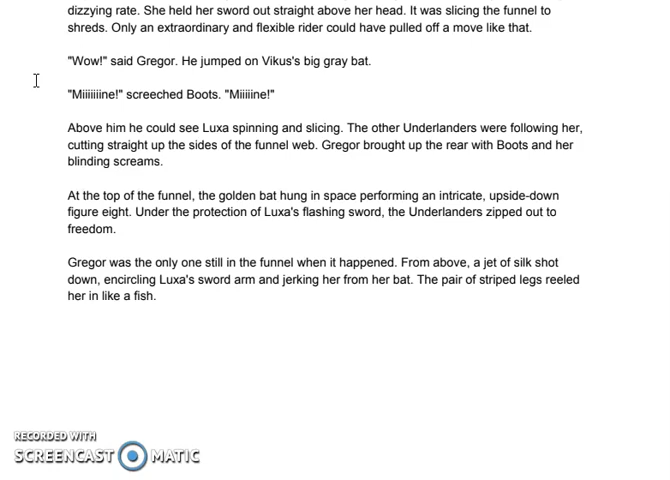 dizzying rate. She held her sword out straight above her head. It was slicing the funnel to
shreds. Only an extraordinary and flexible rider could have pulled off a move like that.
"Wow!" said Gregor. He jumped on Vikus's big gray bat.
"Miiiiiiine!" screeched Boots. "Miiiiine!"
Above him he could see Luxa spinning and slicing. The other Underlanders were following her,
cutting straight up the sides of the funnel web. Gregor brought up the rear with Boots and her
blinding screams.
At the top of the funnel, the golden bat hung in space performing an intricate, upside-down
figure eight. Under the protection of Luxa's flashing sword, the Underlanders zipped out to
freedom.
Gregor was the only one still in the funnel when it happened. From above, a jet of silk shot
down, encircling Luxa's sword arm and jerking her from her bat. The pair of striped legs reeled
her in like a fish.
RECORDED WITH
SCREENCAST MATIC